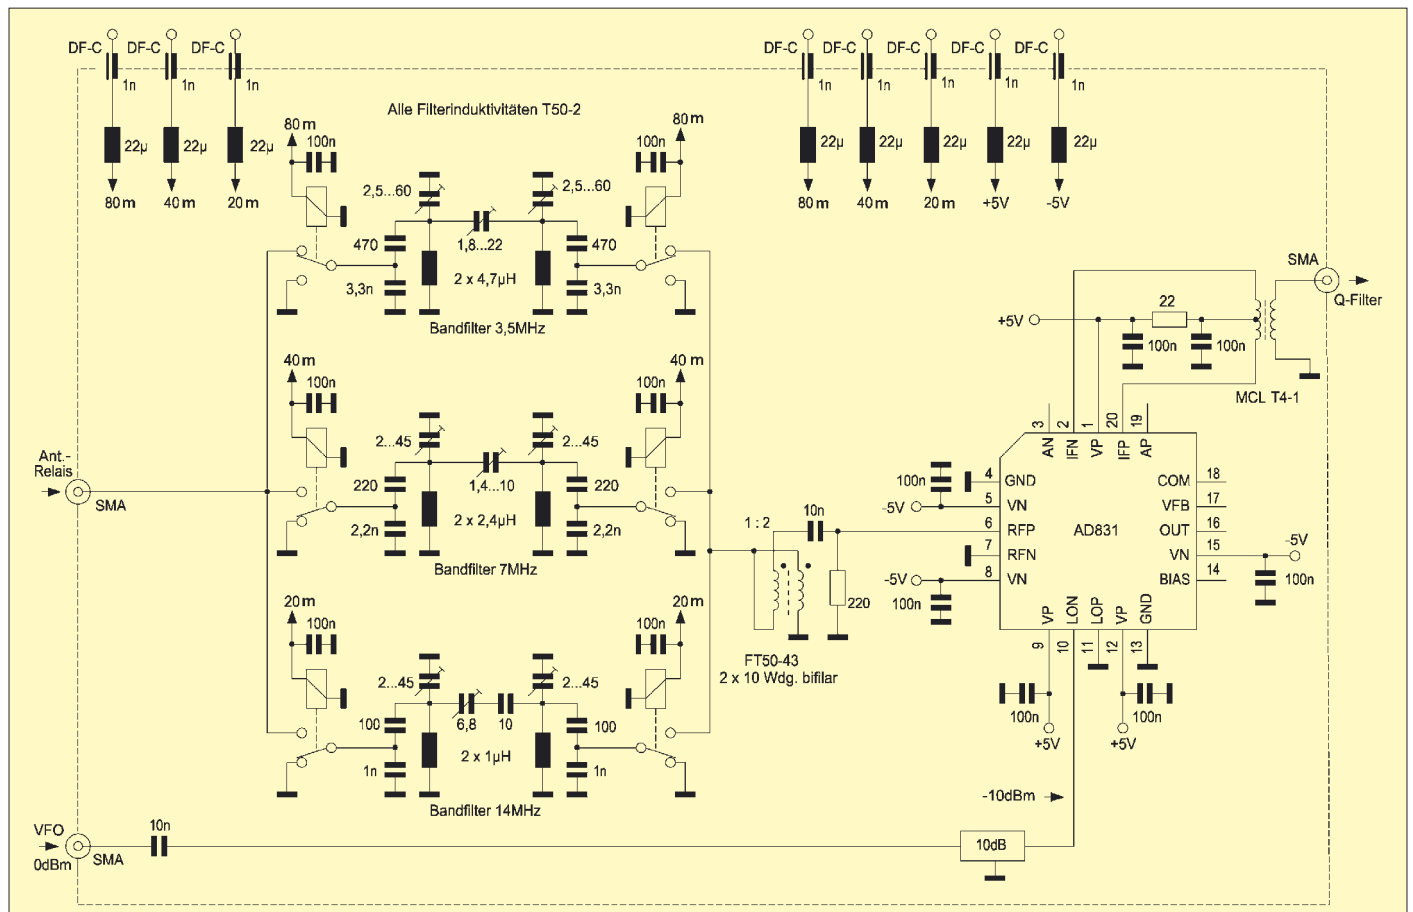 DF-C DF-C DF-C
1n 1n 1n
22µ 22µ 22µ
80 m 40 m 20 m
Alle Filterinduktivitäten T50-2
DF-C DF-C DF-C DF-C DF-C
1n 1n 1n 1n 1n
22µ 22µ 22µ 22µ 22µ
80 m 40 m 20 m +5V -5V
80 m
100n
80 m
100n
2,5...60
2,5...60
470
1,8...22
470
3,3n
2 x 4,7µH
3,3n
Bandfilter 3,5MHz
40 m
100n
40 m
100n
2...45
2...45
220
1,4...10
220
2,2n
2 x 2,4µH
2,2n
Bandfilter 7MHz
20 m
100n
20 m
100n
2...45
2...45
100
6,8
10
100
1n
2 x 1µH
1n
Bandfilter 14MHz
Ant.-
Relais
SMA
VFO
0dBm
SMA
10n
1 : 2
10n
220
FT50-43
2 x 10 Wdg. bifilar
SMA
Q-Filter
+5V
22
100n
100n
MCL T4-1
3 2 1 20 19
AN IFN VP IFP AP
100n
-5V
4 GND
5 VN
6 RFP
7 RFN
8 VN
-5V
100n
AD831
COM 18
VFB 17
OUT 16
VN 15
BIAS 14
-5V
100n
VP LON LOP VP GND
9 10 11 12 13
100n
+5V
100n
+5V
-10dBm
10dB